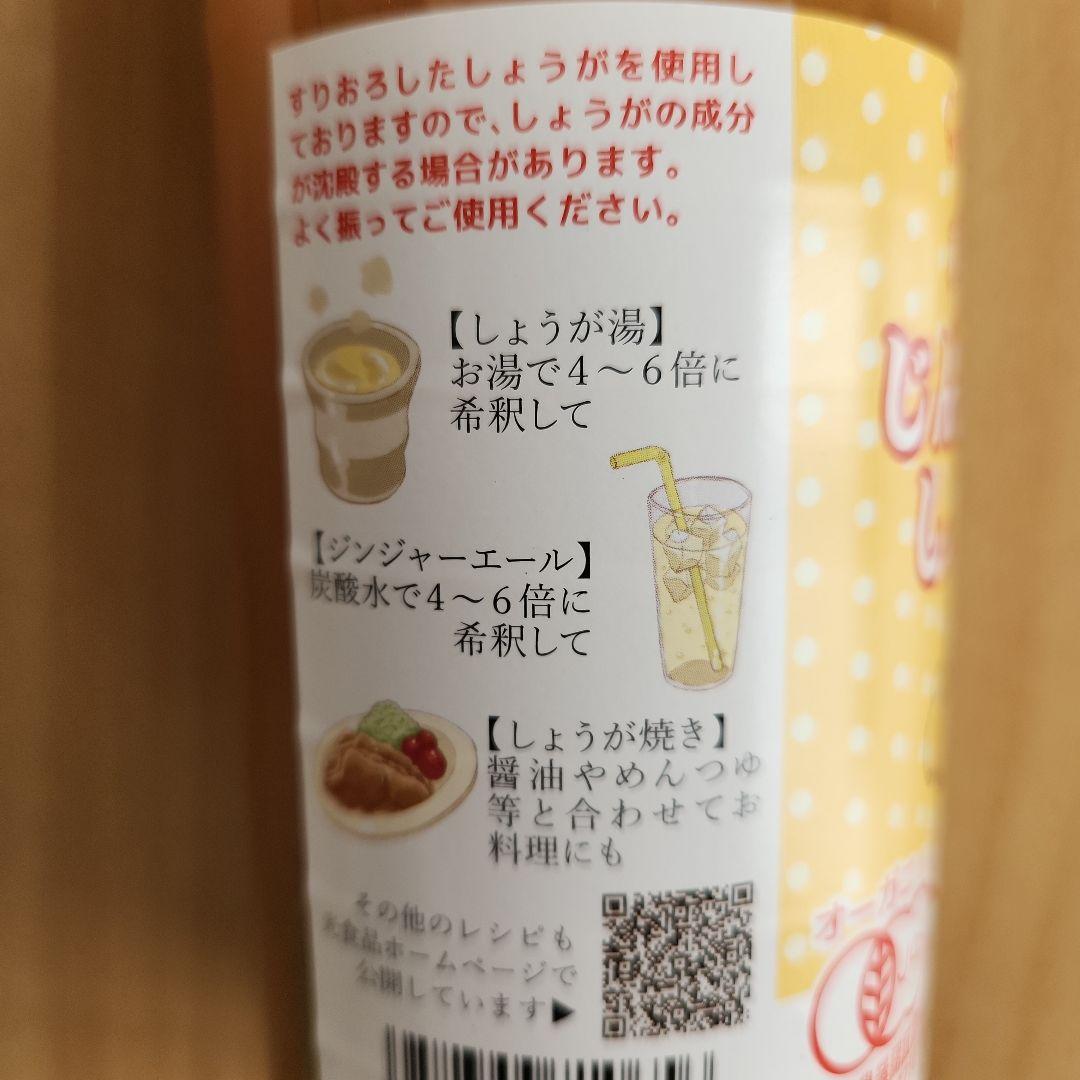 すりおろしたしょうがを使用し
ておりますので、しょうがの成分
が沈殿する場合があります。
よく振ってご使用ください。
【しょうが湯】
お湯で４～６倍に
希釈して
【ジンジャーエール】
炭酸水で４～６倍に
希釈して
【しょうが焼き】
醤油やめんつゆ
等と合わせてお
料理にも
その他のレシピも
食品ホームページで
公開しています▶
じ
し
オーガニ